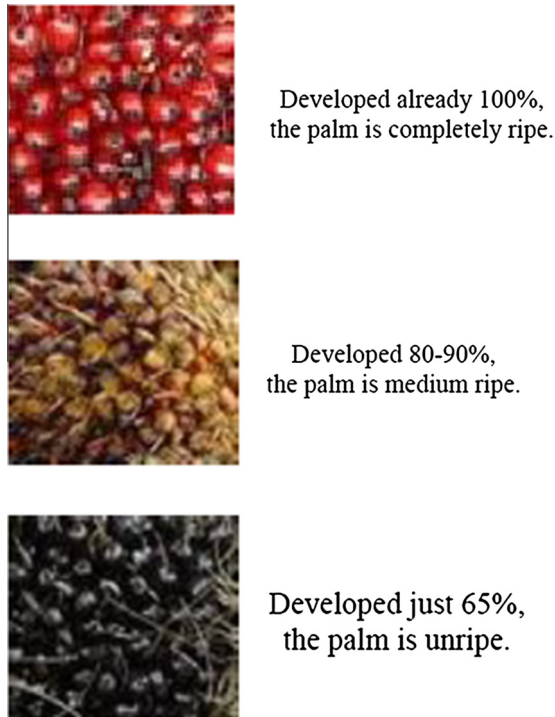 Developed already 100%,
the palm is completely ripe.
Developed 80-90%,
the palm is medium ripe.
Developed just 65%,
the palm is unripe.